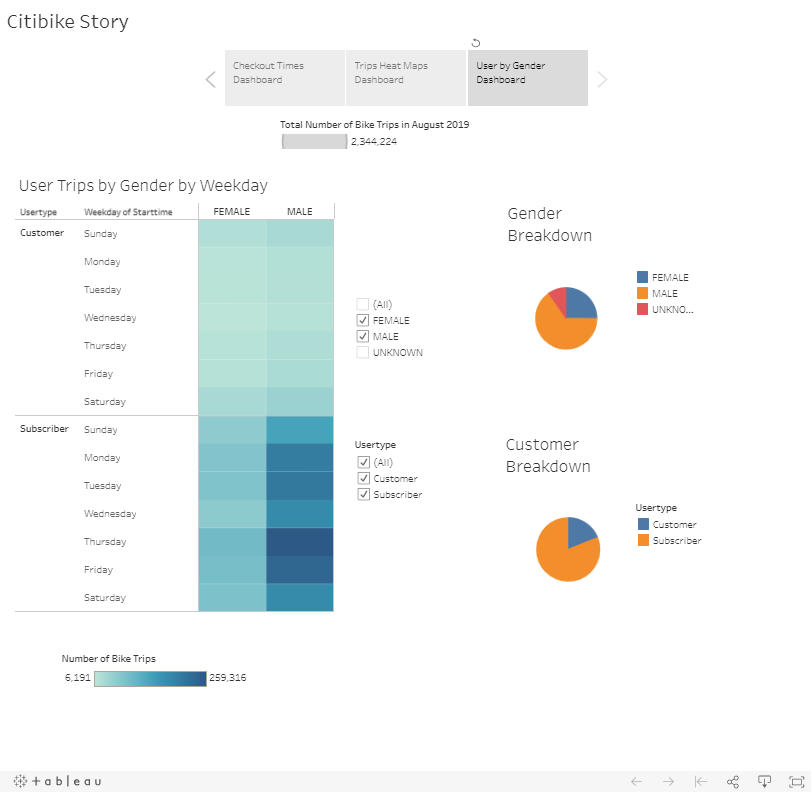 Citibike Story
Checkout Times
Dashboard
Trips Heat Maps
Dashboard
User by Gender
Dashboard
Total Number of Bike Trips in August 2019
2,344,224
User Trips by Gender by Weekday
Usertype Weekday of Starttime FEMALE MALE
Customer Sunday
Monday
Tuesday
Wednesday
Thursday
Friday
Saturday
Subscriber Sunday
Monday
Tuesday
Wednesday
Thursday
Friday
Saturday
(All)
FEMALE
MALE
UNKNOWN
Usertype
(All)
Customer
Subscriber
Gender
Breakdown
FEMALE
MALE
UNKNO...
Customer
Breakdown
Usertype
Customer
Subscriber
Number of Bike Trips
6,191 259,316
+ a b l e a u